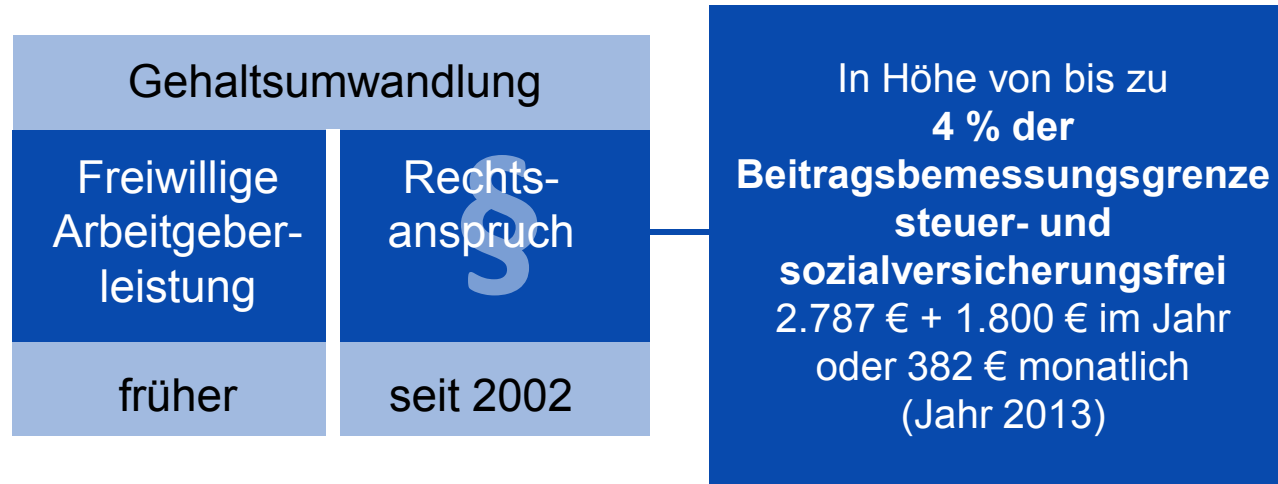 Gehaltsumwandlung
Freiwillige
Arbeitgeber-
leistung
früher
Rechts-
anspruch
§
seit 2002
In Höhe von bis zu
4 % der
Beitragsbemessungsgrenze
steuer- und
sozialversicherungsfrei
2.787 € + 1.800 € im Jahr
oder 382 € monatlich
(Jahr 2013)